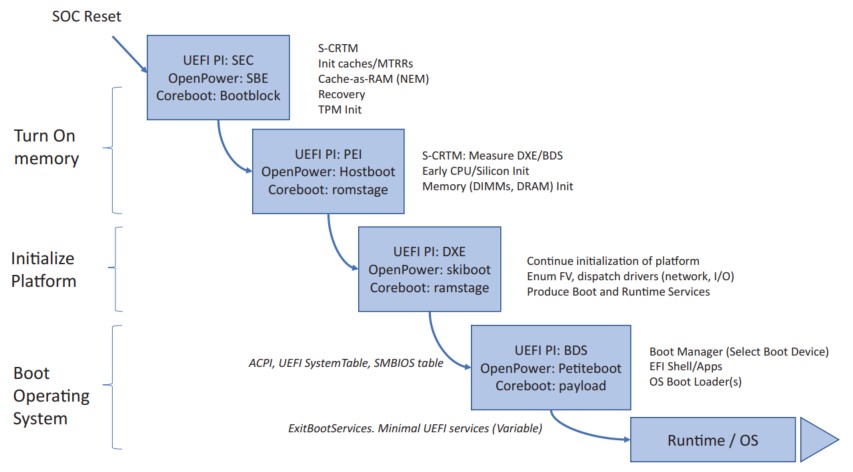 SOC Reset
UEFI PI: SEC
OpenPower: SBE
Coreboot: Bootblock
S-CRTM
Init caches/MTRRs
Cache-as-RAM (NEM)
Recovery
TPM Init
Turn On
memory
UEFI PI: PEI
OpenPower: Hostboot
Coreboot: romstage
S-CRTM: Measure DXE/BDS
Early CPU/Silicon Init
Memory (DIMMs, DRAM) Init
Initialize
Platform
UEFI PI: DXE
OpenPower: skiboot
Coreboot: ramstage
Continue initialization of platform
Enum FV, dispatch drivers (network, I/O)
Produce Boot and Runtime Services
Boot
Operating
System
ACPI, UEFI SystemTable, SMBIOS table
UEFI PI: BDS
OpenPower: Petiteboot
Coreboot: payload
Boot Manager (Select Boot Device)
EFI Shell/Apps
OS Boot Loader(s)
ExitBootServices. Minimal UEFI services (Variable)
Runtime / OS